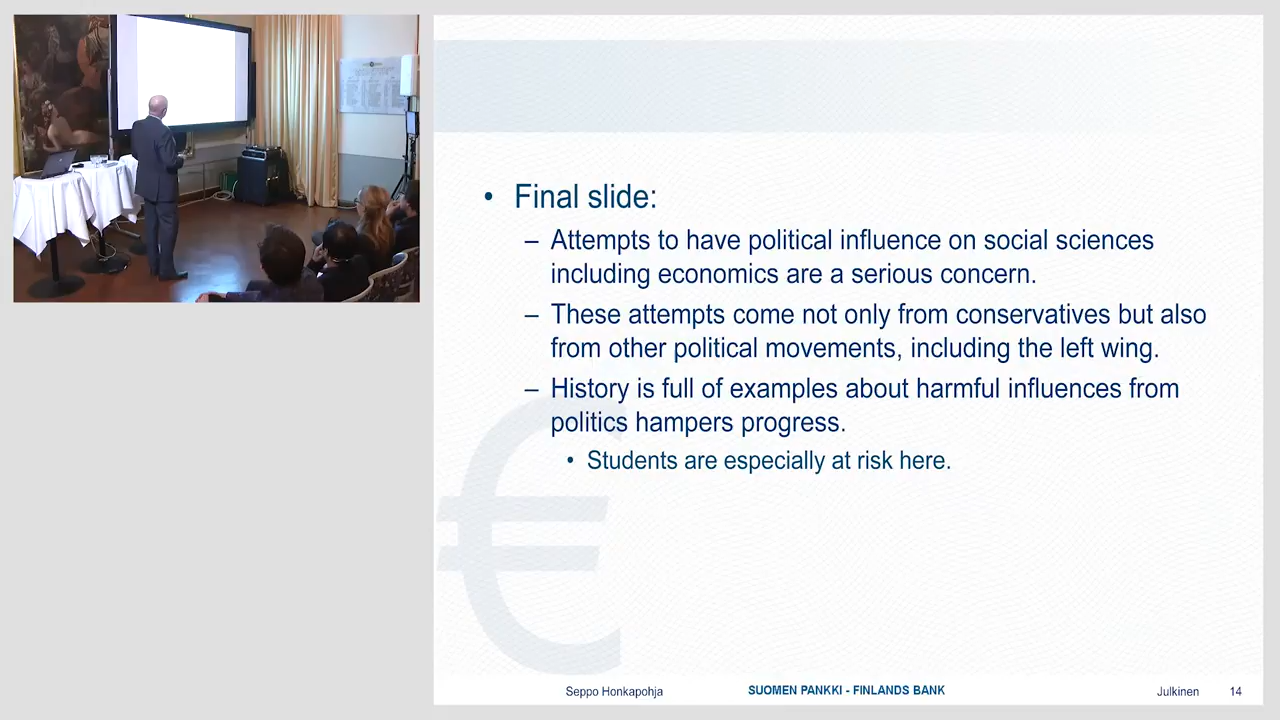 • Final slide:
– Attempts to have political influence on social sciences
including economics are a serious concern.
– These attempts come not only from conservatives but also
from other political movements, including the left wing.
– History is full of examples about harmful influences from
politics hampers progress.
• Students are especially at risk here.
€
Seppo Honkapohja
SUOMEN PANKKI - FINLANDS BANK
Julkinen
14